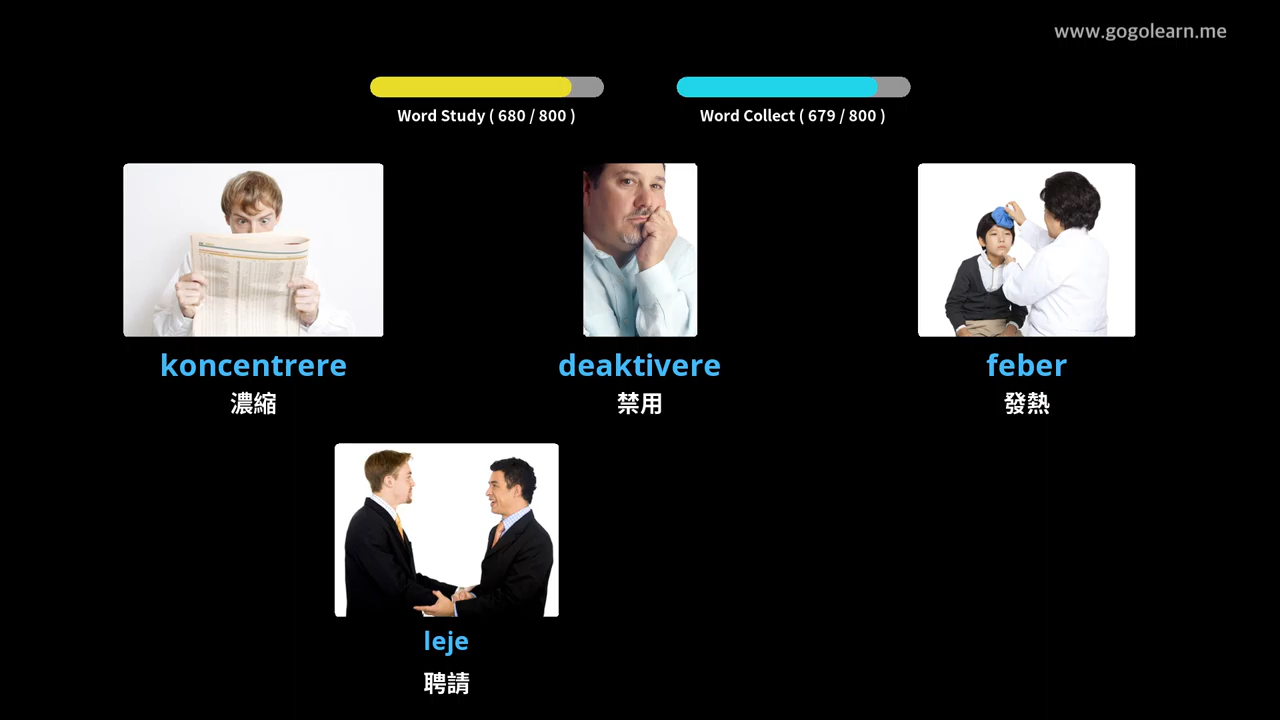 www.gogolearn.me
Word Study ( 680 / 800 )
Word Collect ( 679 / 800 )
koncentrere
濃縮
deaktivere
禁用
feber
發熱
leje
聘請